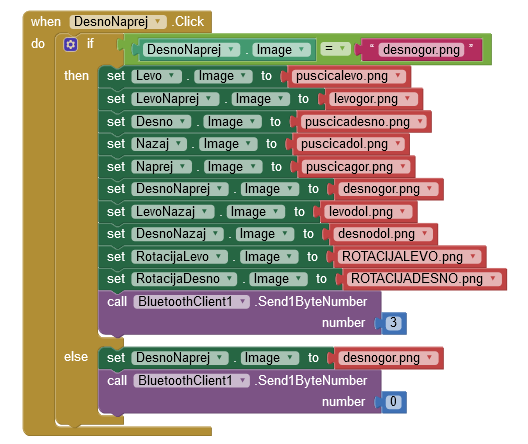 when DesnoNaprej .Click
do if DesnoNaprej . Image = " desnogor.png "
then set Levo . Image to puscicalevo.png
set LevoNaprej . Image to levogor.png
set Desno . Image to puscicadesno.png
set Nazaj . Image to puscicadol.png
set Naprej . Image to puscicagor.png
set DesnoNaprej . Image to desnogor.png
set LevoNazaj . Image to levodol.png
set DesnoNazaj . Image to desnodol.png
set RotacijaLevo . Image to ROTACIJALEVO.png
set RotacijaDesno . Image to ROTACIJADESNO.png
call BluetoothClient1 .Send1ByteNumber
number 3
else set DesnoNaprej . Image to desnogor.png
call BluetoothClient1 .Send1ByteNumber
number 0